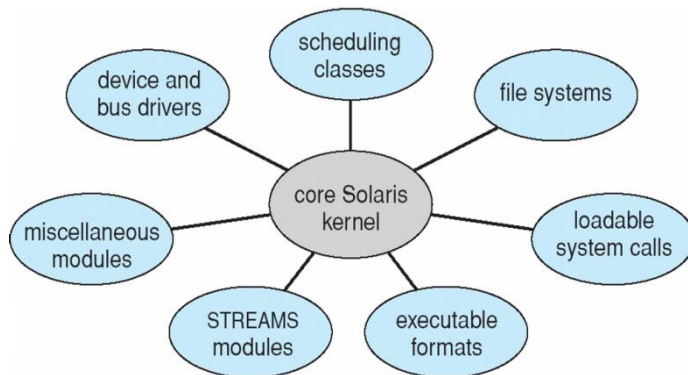 scheduling
classes
device and
bus drivers
file systems
core Solaris
kernel
miscellaneous
modules
loadable
system calls
STREAMS
modules
executable
formats